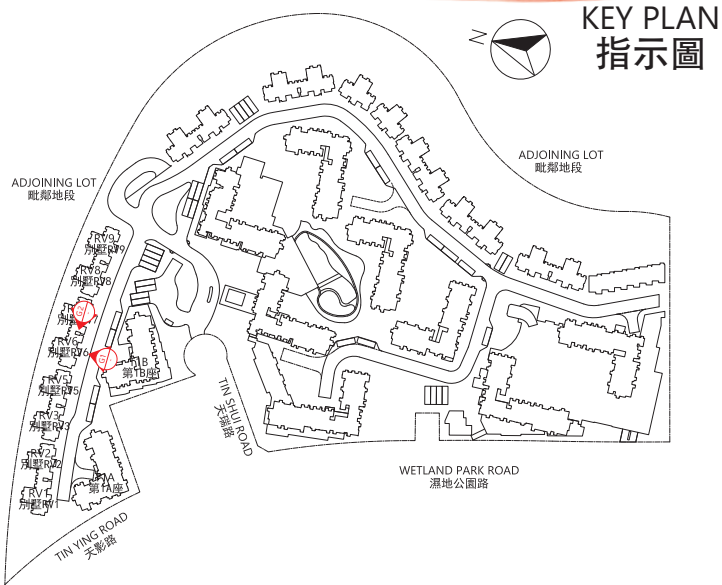 KEY PLAN
指示圖
N
ADJOINING LOT
毗鄰地段
ADJOINING LOT
毗鄰地段
RV9
別墅RV9
RV8
別墅RV8
G2
別墅
RV6
別墅RV6
G1
第1B座
RV5
別墅RV5
RV3
別墅RV3
RV2
別墅RV2
第1A座
RV1
別墅RV1
TIN SHUI ROAD
天瑞路
TIN YING ROAD
天影路
WETLAND PARK ROAD
濕地公園路